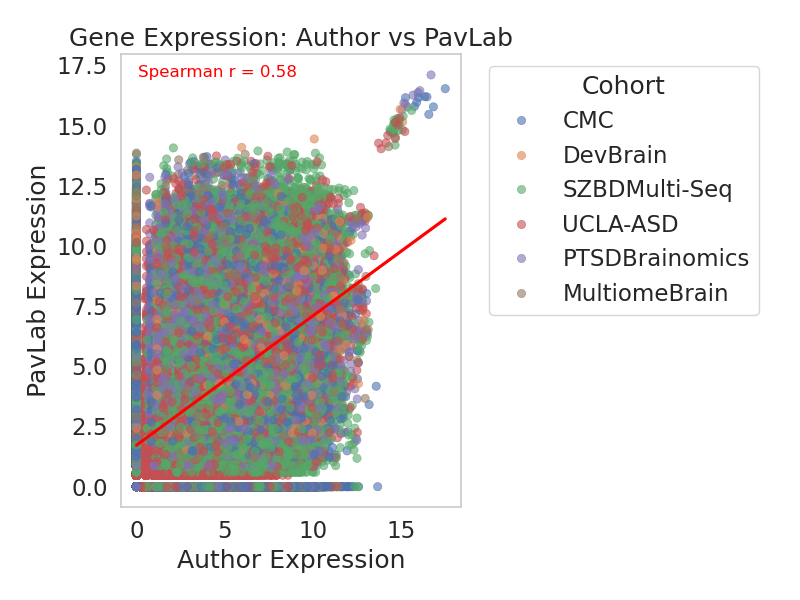 Gene Expression: Author vs PavLab
Spearman r = 0.58
17.5
15.0
12.5
10.0
7.5
5.0
2.5
0.0
PavLab Expression
0 5 10 15
Author Expression
Cohort
CMC
DevBrain
SZBDMulti-Seq
UCLA-ASD
PTSDBrainomics
MultiomeBrain